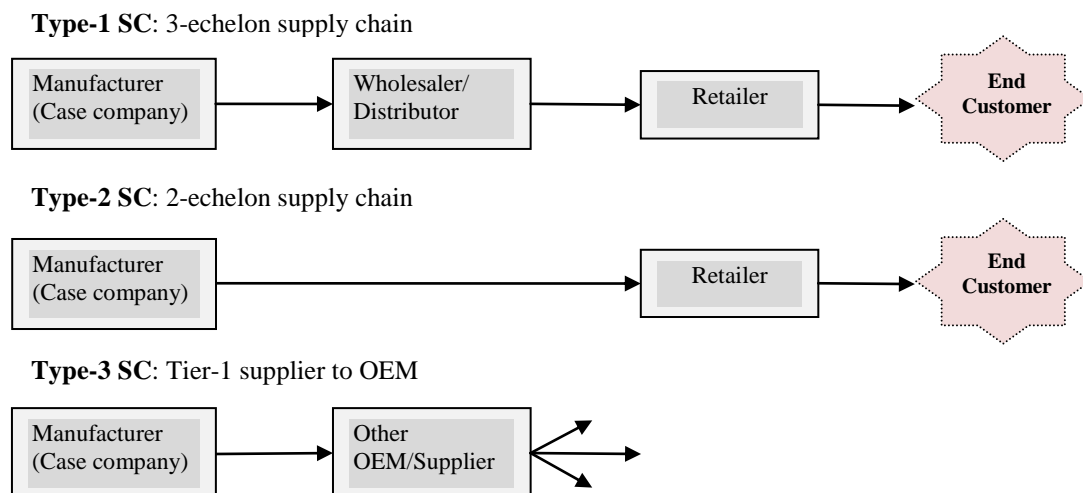 Type-1 SC: 3-echelon supply chain
Manufacturer
(Case company)
Wholesaler/
Distributor
Retailer
End
Customer
Type-2 SC: 2-echelon supply chain
Manufacturer
(Case company)
Retailer
End
Customer
Type-3 SC: Tier-1 supplier to OEM
Manufacturer
(Case company)
Other
OEM/Supplier